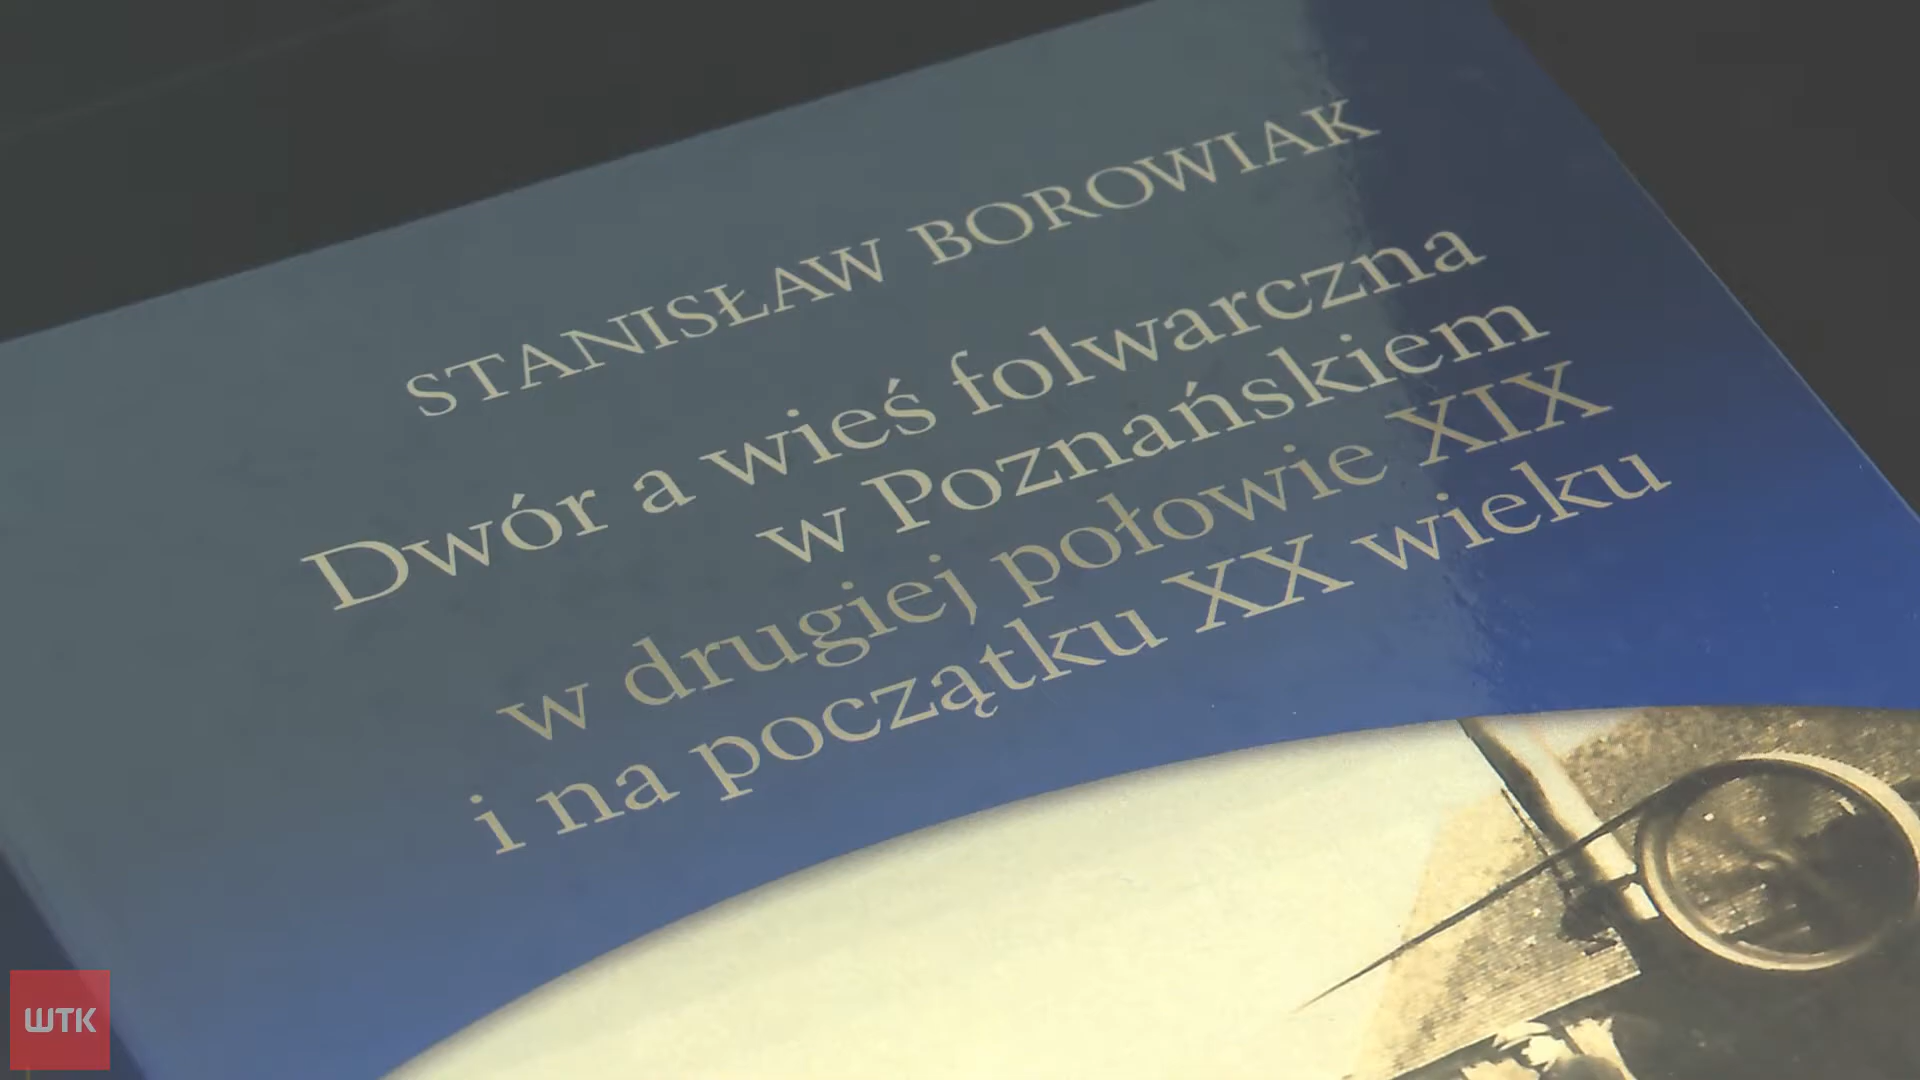 STANISŁAW BOROWIAK
Dwór a wieś folwarczna
w Poznańskiem
w drugiej połowie XIX
i na początku XX wieku
WTK